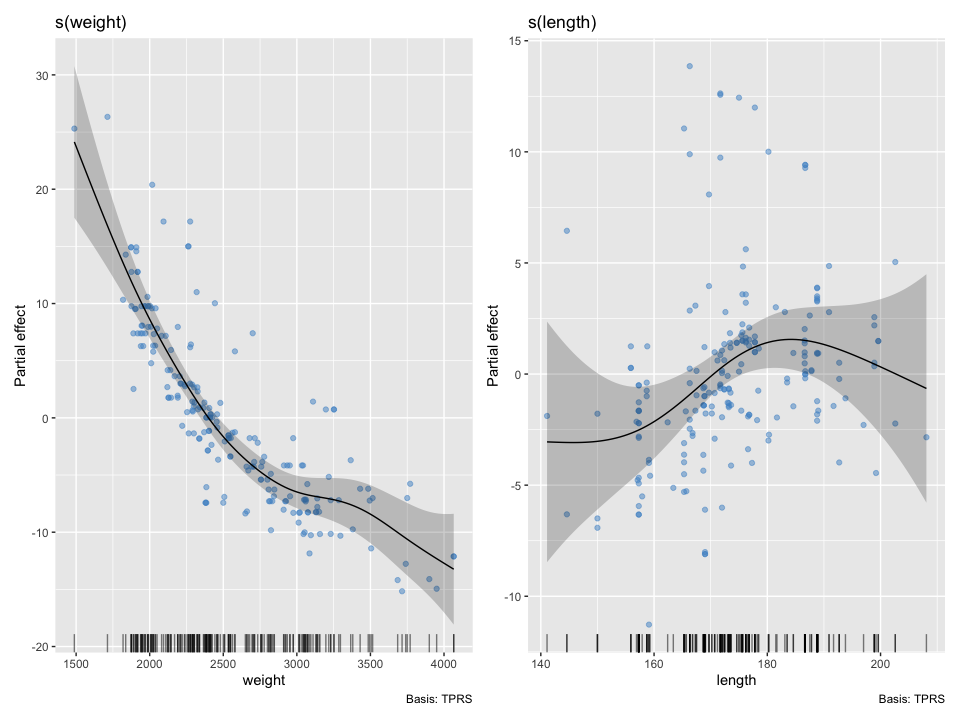 s(weight)
Partial effect
30
20
10
0
-10
-20
1500
2000
2500
3000
3500
4000
weight
Basis: TPRS
s(length)
Partial effect
15
10
5
0
-5
-10
140
160
180
200
length
Basis: TPRS